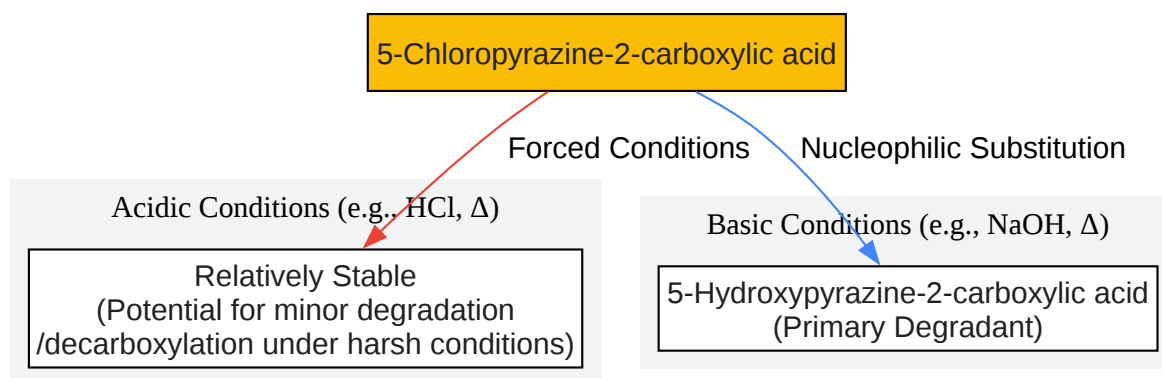 5-Chloropyrazine-2-carboxylic acid
Forced Conditions
Nucleophilic Substitution
Acidic Conditions (e.g., HCl, Δ)
Relatively Stable
(Potential for minor degradation
/decarboxylation under harsh conditions)
Basic Conditions (e.g., NaOH, Δ)
5-Hydroxypyrazine-2-carboxylic acid
(Primary Degradant)